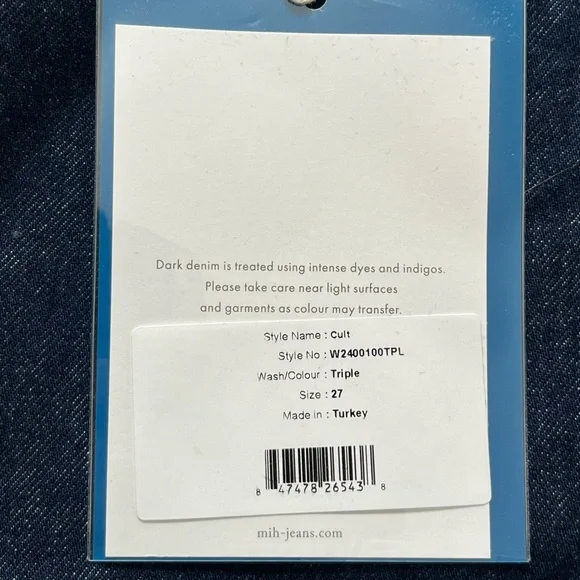 Dark denim is treated using intense dyes and indigos.
Please take care near light surfaces
and garments as colour may transfer.
Style Name : Cult
Style No : W2400100TPL
Wash/Colour : Triple
Size : 27
Made in : Turkey
8 47478 26543 8
mih-jeans.com